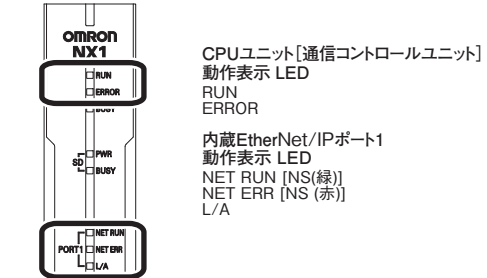 OMRON
NX1
RUN
ERROR
BUSY
SD
PWR
BUSY
PORT1
NET RUN
NET ERR
L/A
CPUユニット[通信コントロールユニット]
動作表示 LED
RUN
ERROR
内蔵EtherNet/IPポート1
動作表示 LED
NET RUN [NS(緑)]
NET ERR [NS (赤)]
L/A